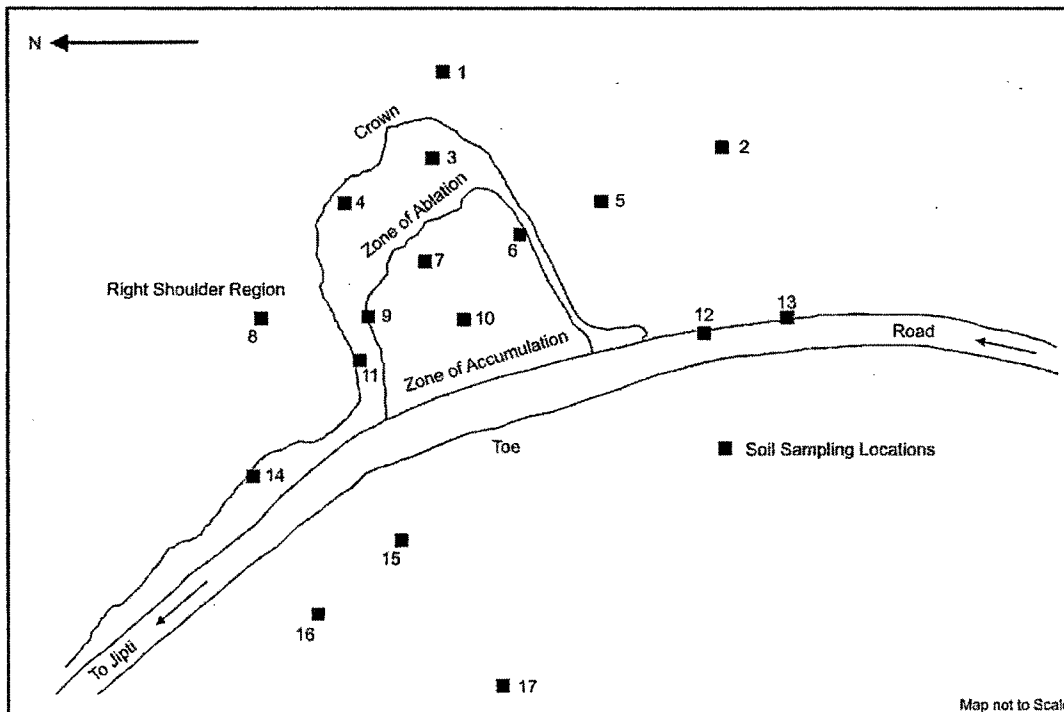 N
1
Crown
2
3
4
Zone of Ablation
5
6
7
Right Shoulder Region
8
9
10
12
13
Road
11
Zone of Accumulation
Toe
Soil Sampling Locations
14
15
16
To Jipti
17
Map not to Scale